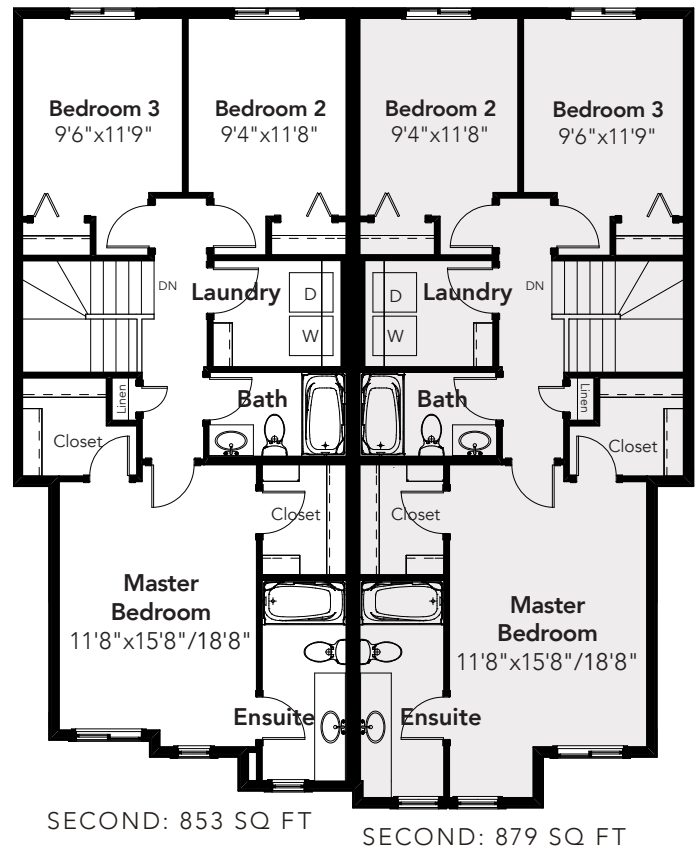 Bedroom 3
9'6"x11'9"
Bedroom 2
9'4"x11'8"
Bedroom 2
9'4"x11'8"
Bedroom 3
9'6"x11'9"
DN
Laundry
D
W
D
W
Laundry
DN
Linen
Bath
Bath
Linen
Closet
Closet
Closet
Closet
Master
Bedroom
11'8"x15'8"/18'8"
Master
Bedroom
11'8"x15'8"/18'8"
Ensuite
Ensuite
SECOND: 853 SQ FT
SECOND: 879 SQ FT